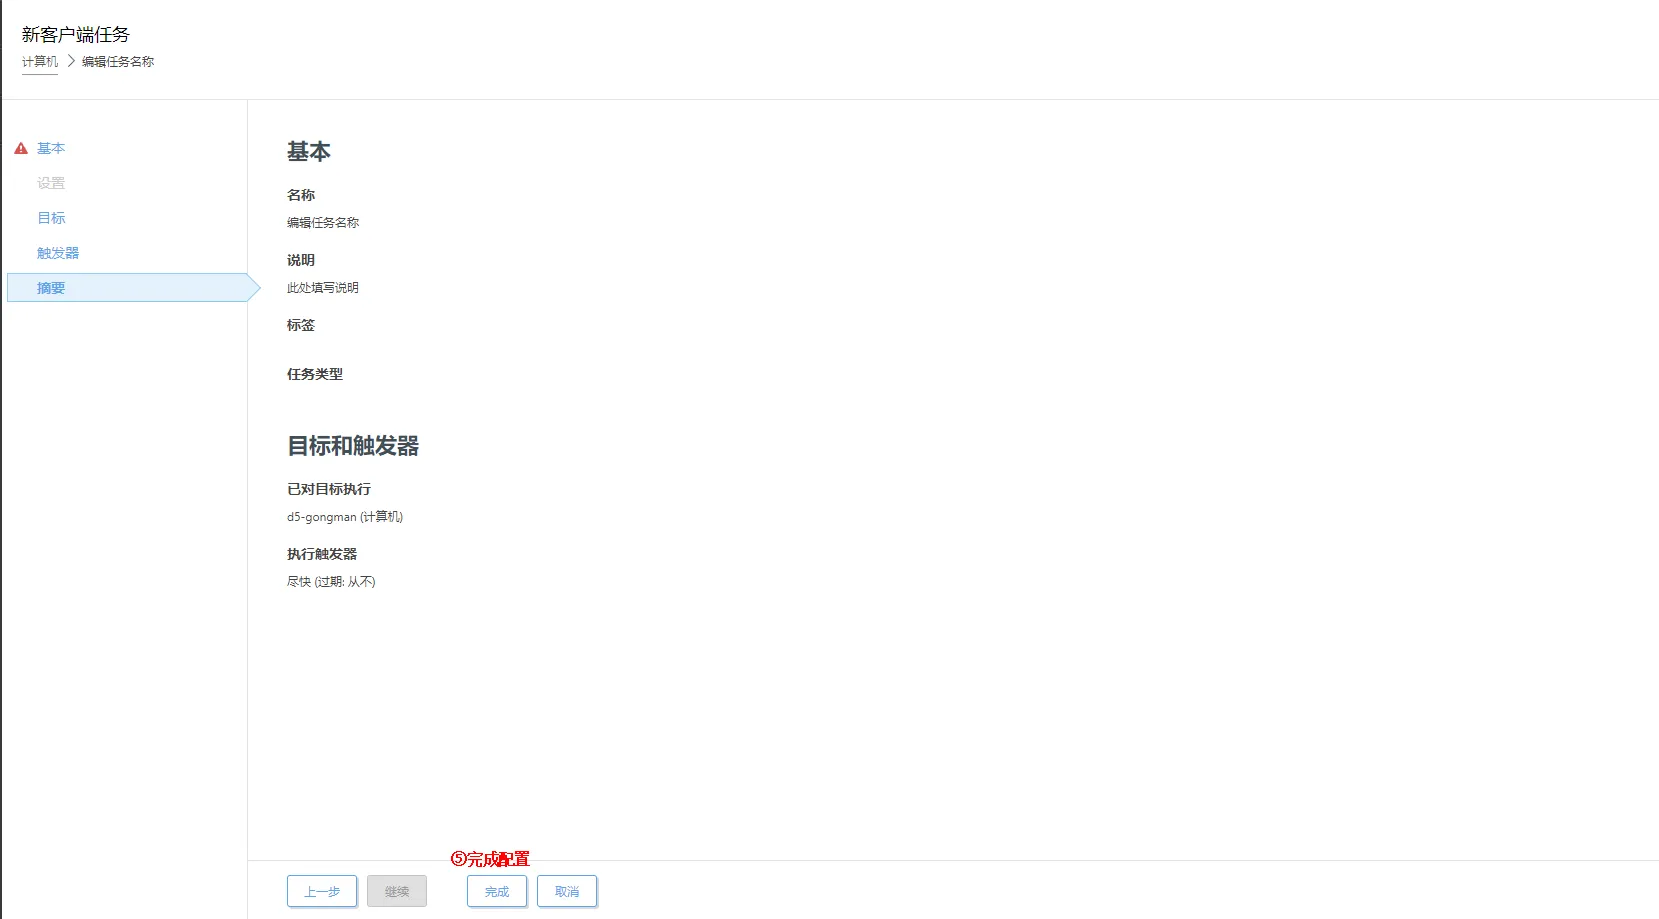 新客户端任务
计算机 > 编辑任务名称
基本
设置
目标
触发器
摘要
基本
名称
编辑任务名称
说明
此处填写说明
标签
任务类型
目标和触发器
已对目标执行
d5-gongman (计算机)
执行触发器
尽快 (过期: 从不)
⑤完成配置
上一步 继续 完成 取消